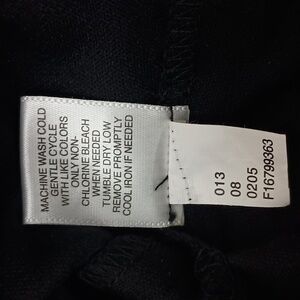 MACHINE WASH COLD
GENTLE CYCLE
WITH LIKE COLORS
ONLY NON-
CHLORINE BLEACH
WHEN NEEDED
TUMBLE DRY LOW
REMOVE PROMPTLY
COOL IRON IF NEEDED
013
08
0205
F16799363